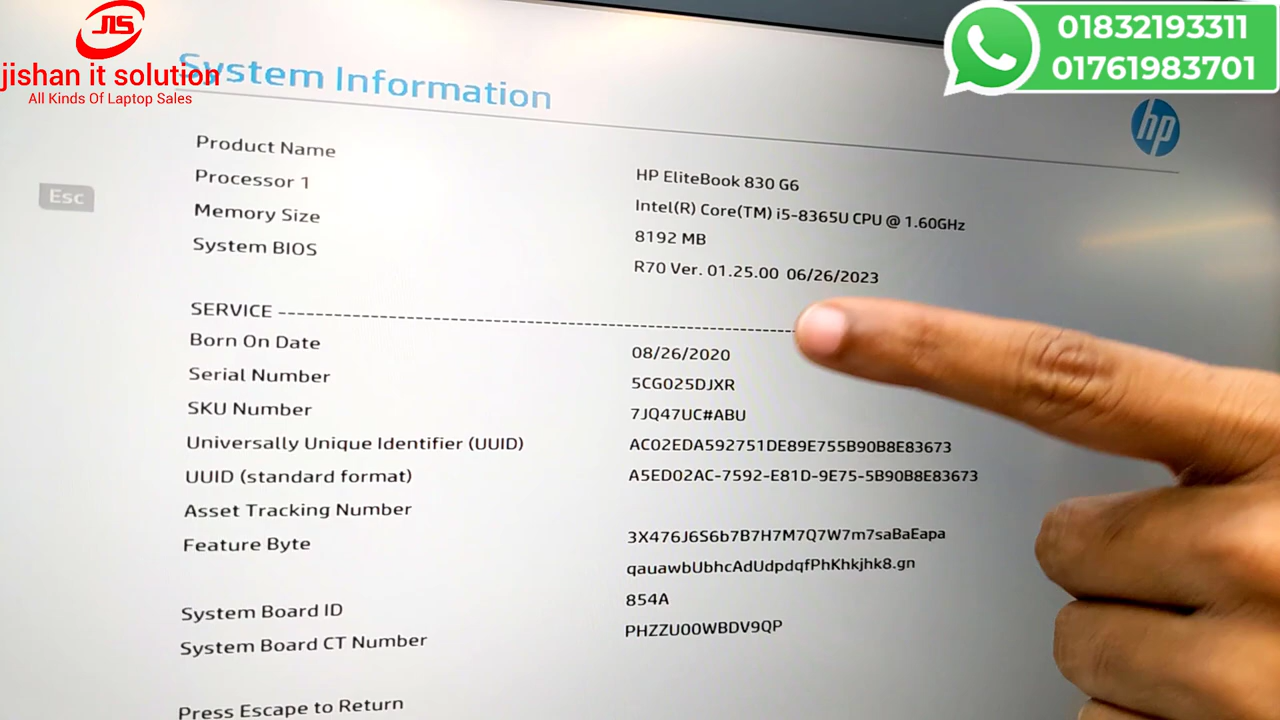 JIS
jishan it solution
All Kinds Of Laptop Sales
01832193311
01761983701
hp
System Information
Esc
Product Name HP EliteBook 830 G6
Processor 1 Intel(R) Core(TM) i5-8365U CPU @ 1.60GHz
Memory Size 8192 MB
System BIOS R70 Ver. 01.25.00 06/26/2023
SERVICE ------------------------------------------------------------------
Born On Date 08/26/2020
Serial Number 5CG025DJXR
SKU Number 7JQ47UC#ABU
Universally Unique Identifier (UUID) AC02EDA592751DE89E755B90B8E83673
UUID (standard format) A5ED02AC-7592-E81D-9E75-5B90B8E83673
Asset Tracking Number
Feature Byte 3X476J6S6b7B7H7M7Q7W7m7saBaEapa
qauawbUbhcAdUdpdqfPhKhkjhk8.gn
System Board ID 854A
System Board CT Number PHZZU00WBDV9QP
Press Escape to Return